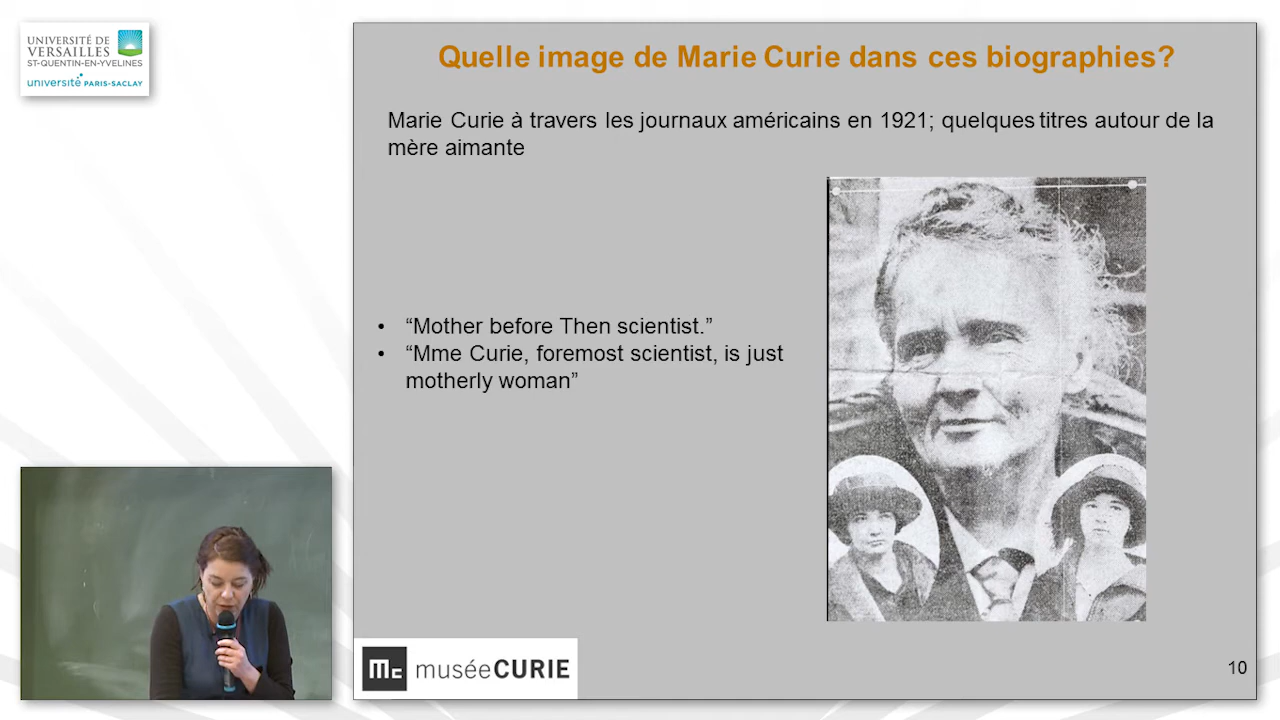 UNIVERSITÉ DE
VERSAILLES
ST-QUENTIN-EN-YVELINES
université PARIS-SACLAY
Quelle image de Marie Curie dans ces biographies?
Marie Curie à travers les journaux américains en 1921; quelques titres autour de la
mère aimante
• “Mother before Then scientist.”
• “Mme Curie, foremost scientist, is just
motherly woman”
Mc muséeCURIE
10